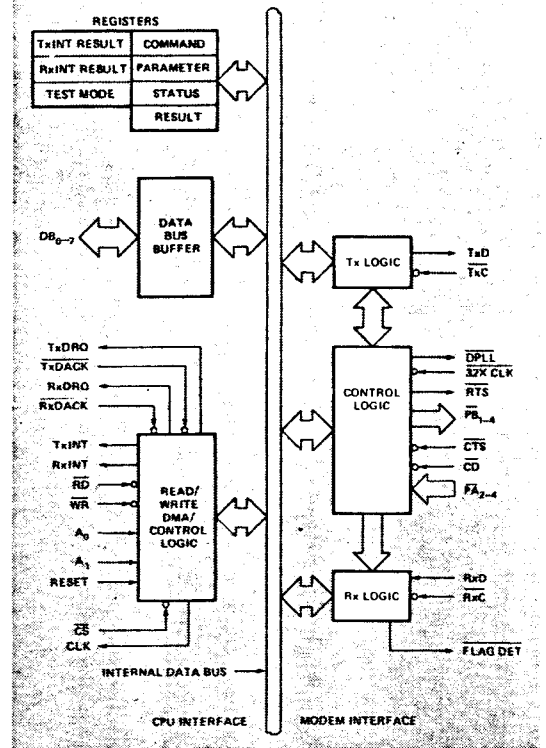 REGISTERS
TxINT RESULT COMMAND
RxINT REBULT PARAMETER
TEST MODE STATUS
RESULT
DB0–7
DATA
BUS
BUFFER
Tx LOGIC
TxD
TxC
TxDRQ
TxDACK
RxDRQ
RxDACK
TxINT
RxINT
RD
WR
A0
A1
RESET
CS
CLK
READ/
WRITE
DMA/
CONTROL
LOGIC
CONTROL
LOGIC
DPLL
32X CLK
RTS
PB1–4
CTS
CD
PA2–4
Rx LOGIC
RxD
RxC
FLAG DET
INTERNAL DATA BUS
CPU INTERFACE MODEM INTERFACE